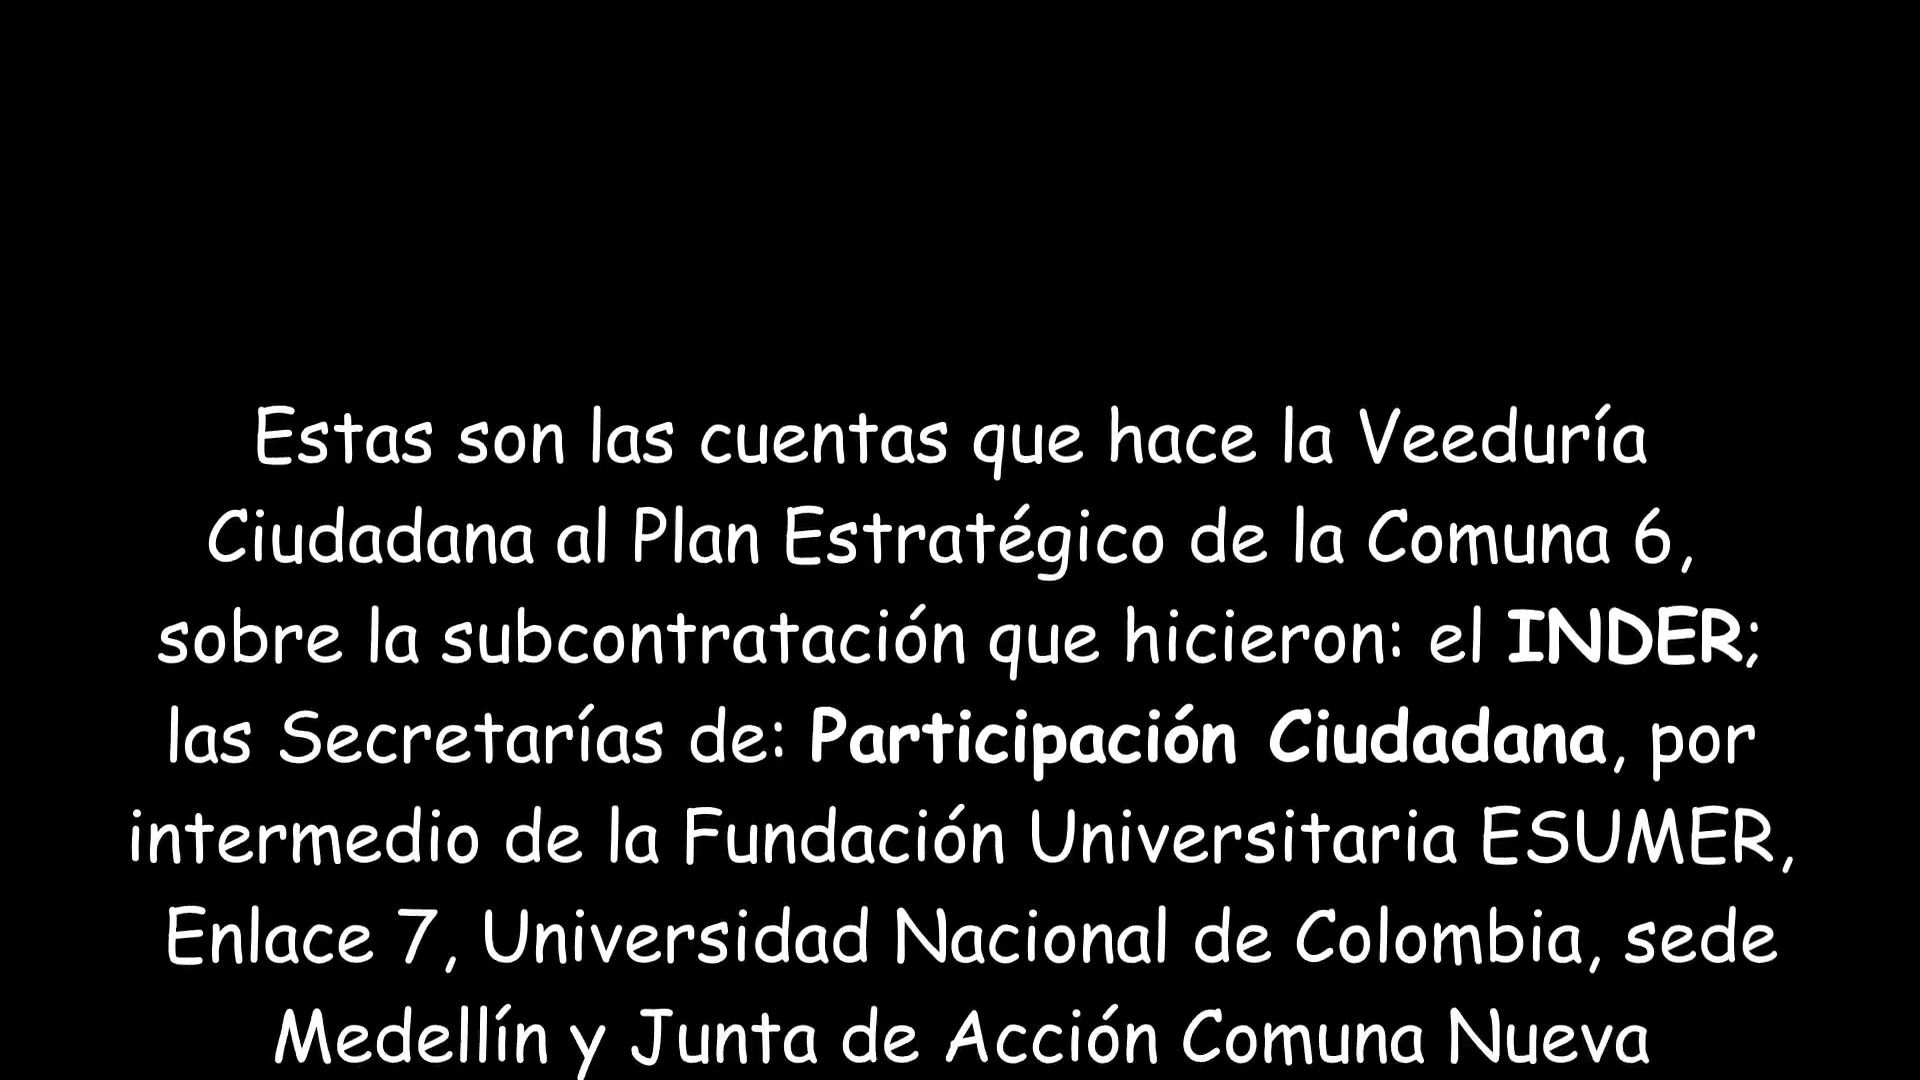 Estas son las cuentas que hace la Veeduría
Ciudadana al Plan Estratégico de la Comuna 6,
sobre la subcontratación que hicieron: el INDER;
las Secretarías de: Participación Ciudadana, por
intermedio de la Fundación Universitaria ESUMER,
Enlace 7, Universidad Nacional de Colombia, sede
Medellín y Junta de Acción Comuna Nueva